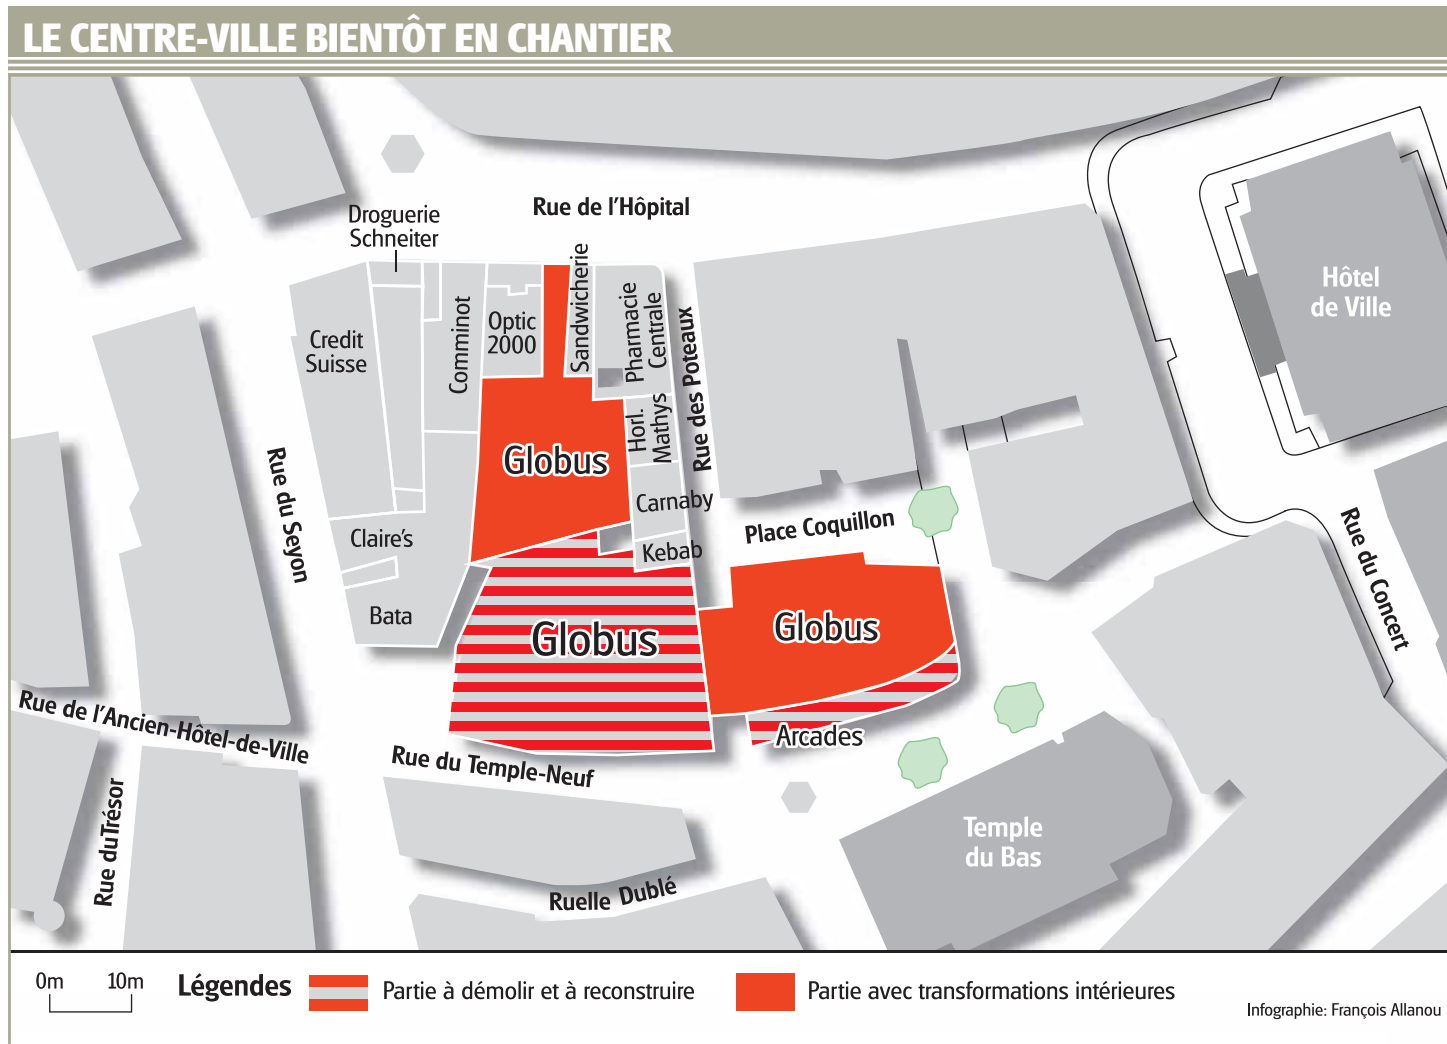 LE CENTRE-VILLE BIENTÔT EN CHANTIER
Rue de l'Hôpital
Droguerie
Schneiter
Hôtel
de Ville
Credit
Suisse
Comminot
Optic
2000
Sandwicherie
Pharmacie
Centrale
Rue des Poteaux
Horl.
Mathys
Globus
Carnaby
Rue du Seyon
Claire's
Kebab
Place Coquillon
Rue du Concert
Bata
Globus
Globus
Arcades
Rue de l'Ancien-Hôtel-de-Ville
Rue du Temple-Neuf
Rue du Trésor
Temple
du Bas
Ruelle Dublé
0m 10m
Légendes
Partie à démolir et à reconstruire
Partie avec transformations intérieures
Infographie: François Allanou